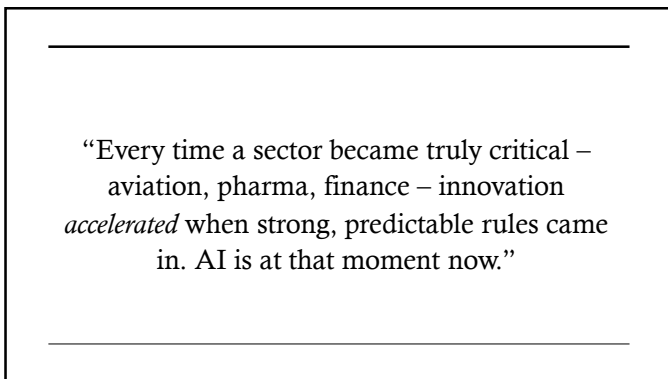 “Every time a sector became truly critical –
aviation, pharma, finance – innovation
accelerated when strong, predictable rules came
in. AI is at that moment now.”